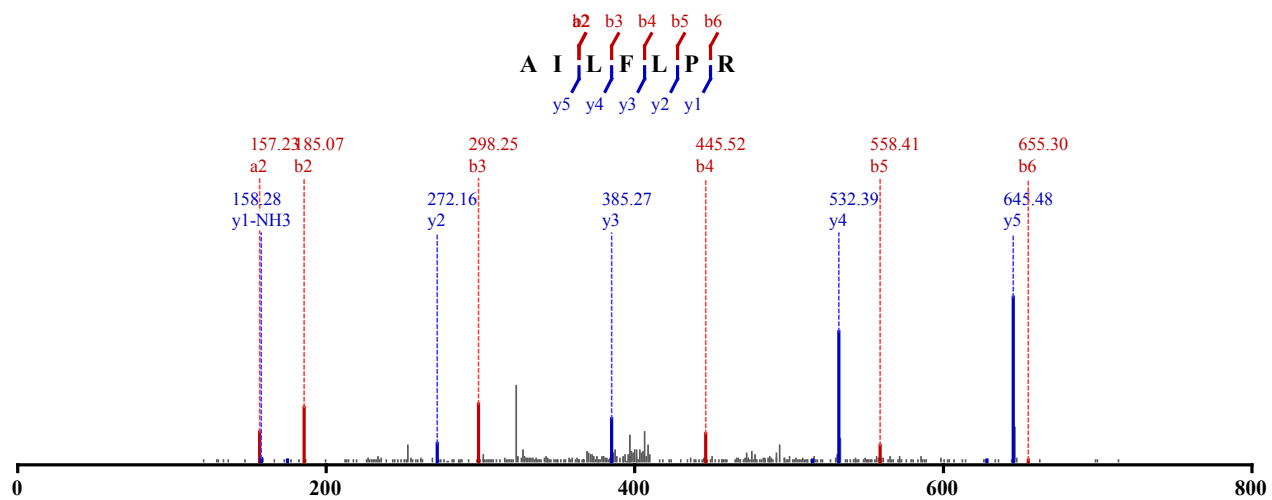 a2 b2 b3 b4 b5 b6
A I L F L P R
y5 y4 y3 y2 y1
157.23 185.07 298.25 445.52 558.41 655.30
a2 b2 b3 b4 b5 b6
158.28 272.16 385.27 532.39 645.48
y1-NH3 y2 y3 y4 y5
0 200 400 600 800